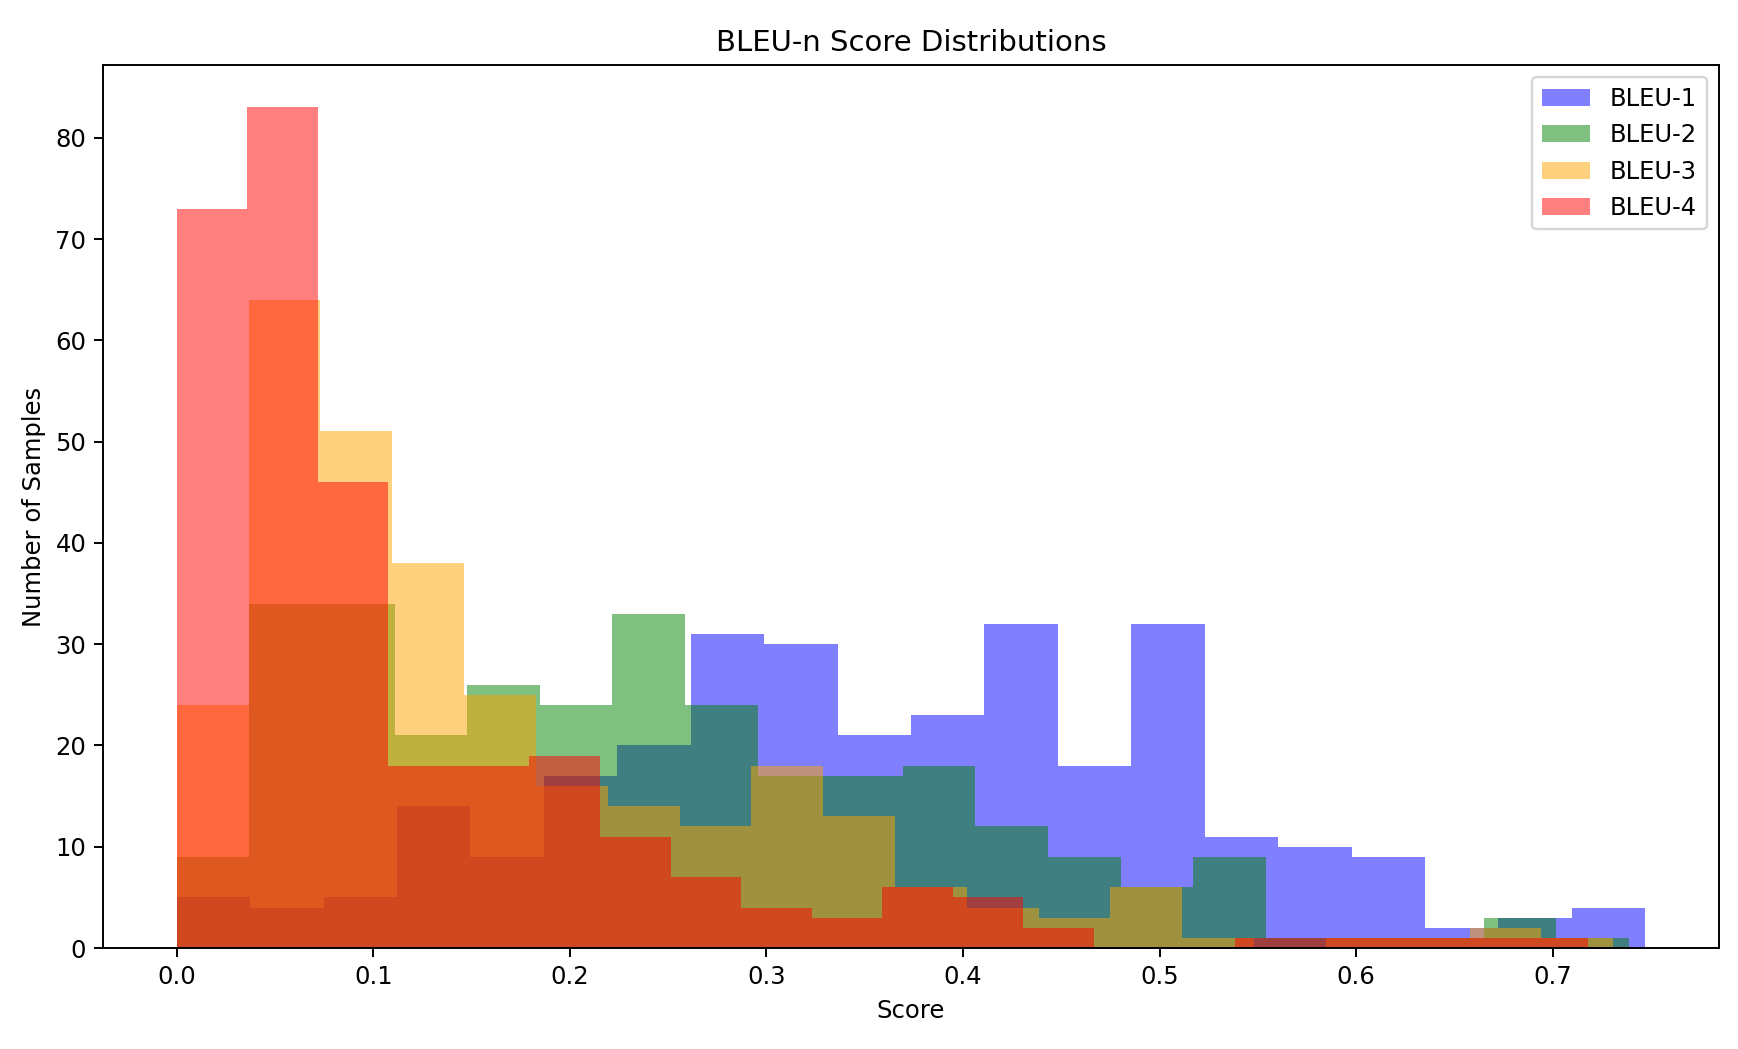 BLEU-n Score Distributions
BLEU-1
BLEU-2
BLEU-3
BLEU-4
Number of Samples
80
70
60
50
40
30
20
10
0
0.0 0.1 0.2 0.3 0.4 0.5 0.6 0.7
Score